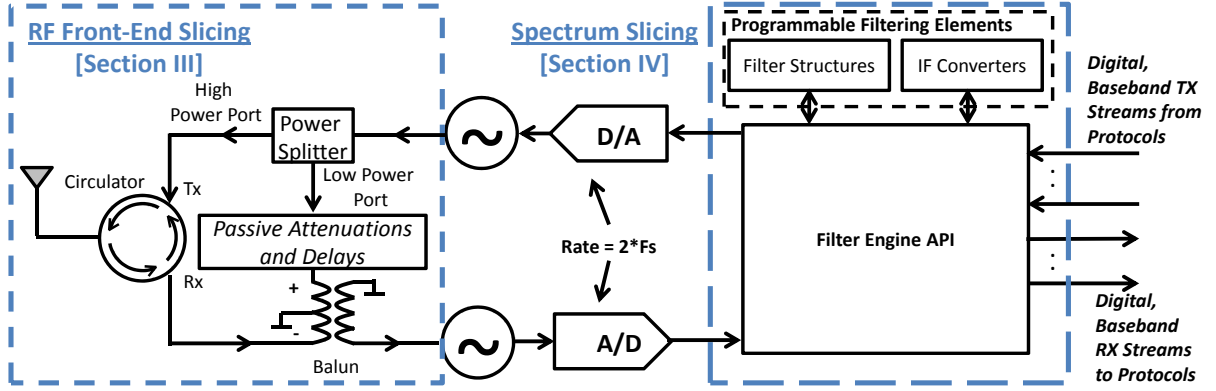 RF Front-End Slicing
[Section III]
High
Power Port
Power
Splitter
Low Power
Port
Circulator
Tx
Rx
Passive Attenuations
and Delays
+
-
Balun
Spectrum Slicing
[Section IV]
~
D/A
Rate = 2*Fs
~
A/D
Programmable Filtering Elements
Filter Structures
IF Converters
Filter Engine API
Digital,
Baseband TX
Streams from
Protocols
:
:
Digital,
Baseband
RX Streams
to Protocols